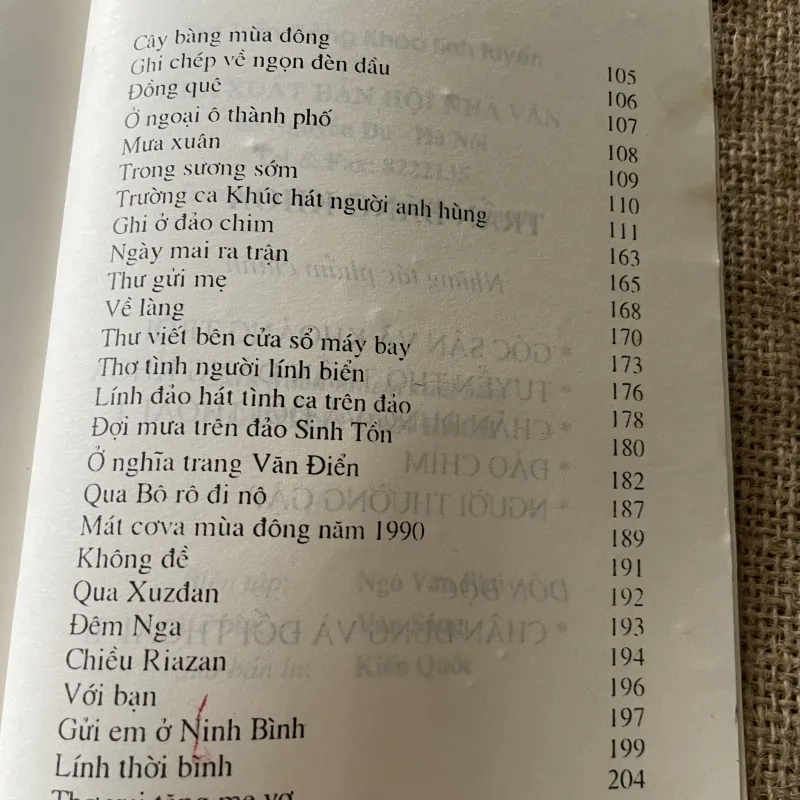 Cây bàng mùa đông 105
Ghi chép về ngọn đèn dầu 106
Đồng quê 107
Ở ngoại ô thành phố 108
Mưa xuân 109
Trong sương sớm 110
Trường ca Khúc hát người anh hùng 111
Ghi ở đảo chim 163
Ngày mai ra trận 165
Thư gửi mẹ 168
Về làng 170
Thư viết bên cửa sổ máy bay 173
Thơ tình người lính biển 176
Lính đảo hát tình ca trên đảo 178
Đợi mưa trên đảo Sinh Tồn 180
Ở nghĩa trang Văn Điển 182
Qua Bô rô đi nô 187
Mát cơva mùa đông năm 1990 189
Không đề 191
Qua Xuzđan 192
Đêm Nga 193
Chiều Riazan 194
Với bạn 196
Gửi em ở Ninh Bình 197
Lính thời bình 199
204